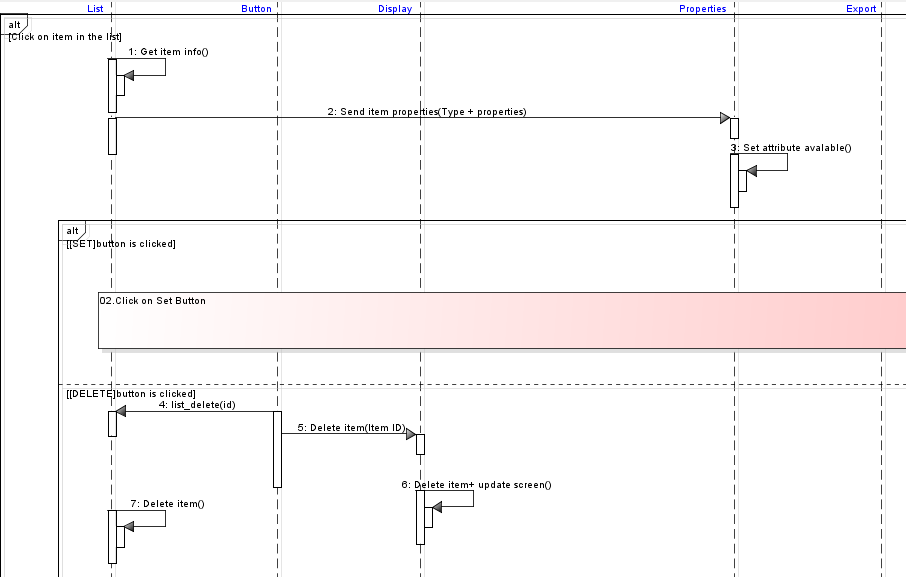 List Button Display Properties Export
alt
[Click on item in the list]
1: Get item info()
2: Send item properties(Type + properties)
3: Set attribute avalable()
alt
[[SET]button is clicked]
02.Click on Set Button
[[DELETE]button is clicked]
4: list_delete(id)
5: Delete item(Item ID)
6: Delete item+ update screen()
7: Delete item()